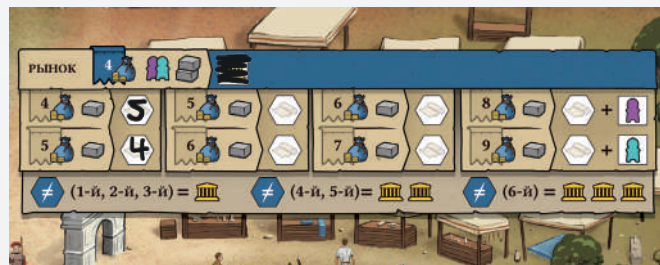 РЫНОК 4
4 5 5 6 8 +
5 4 6 7 9 +
≠ (1-й, 2-й, 3-й) = ≠ (4-й, 5-й)= ≠ (6-й) =